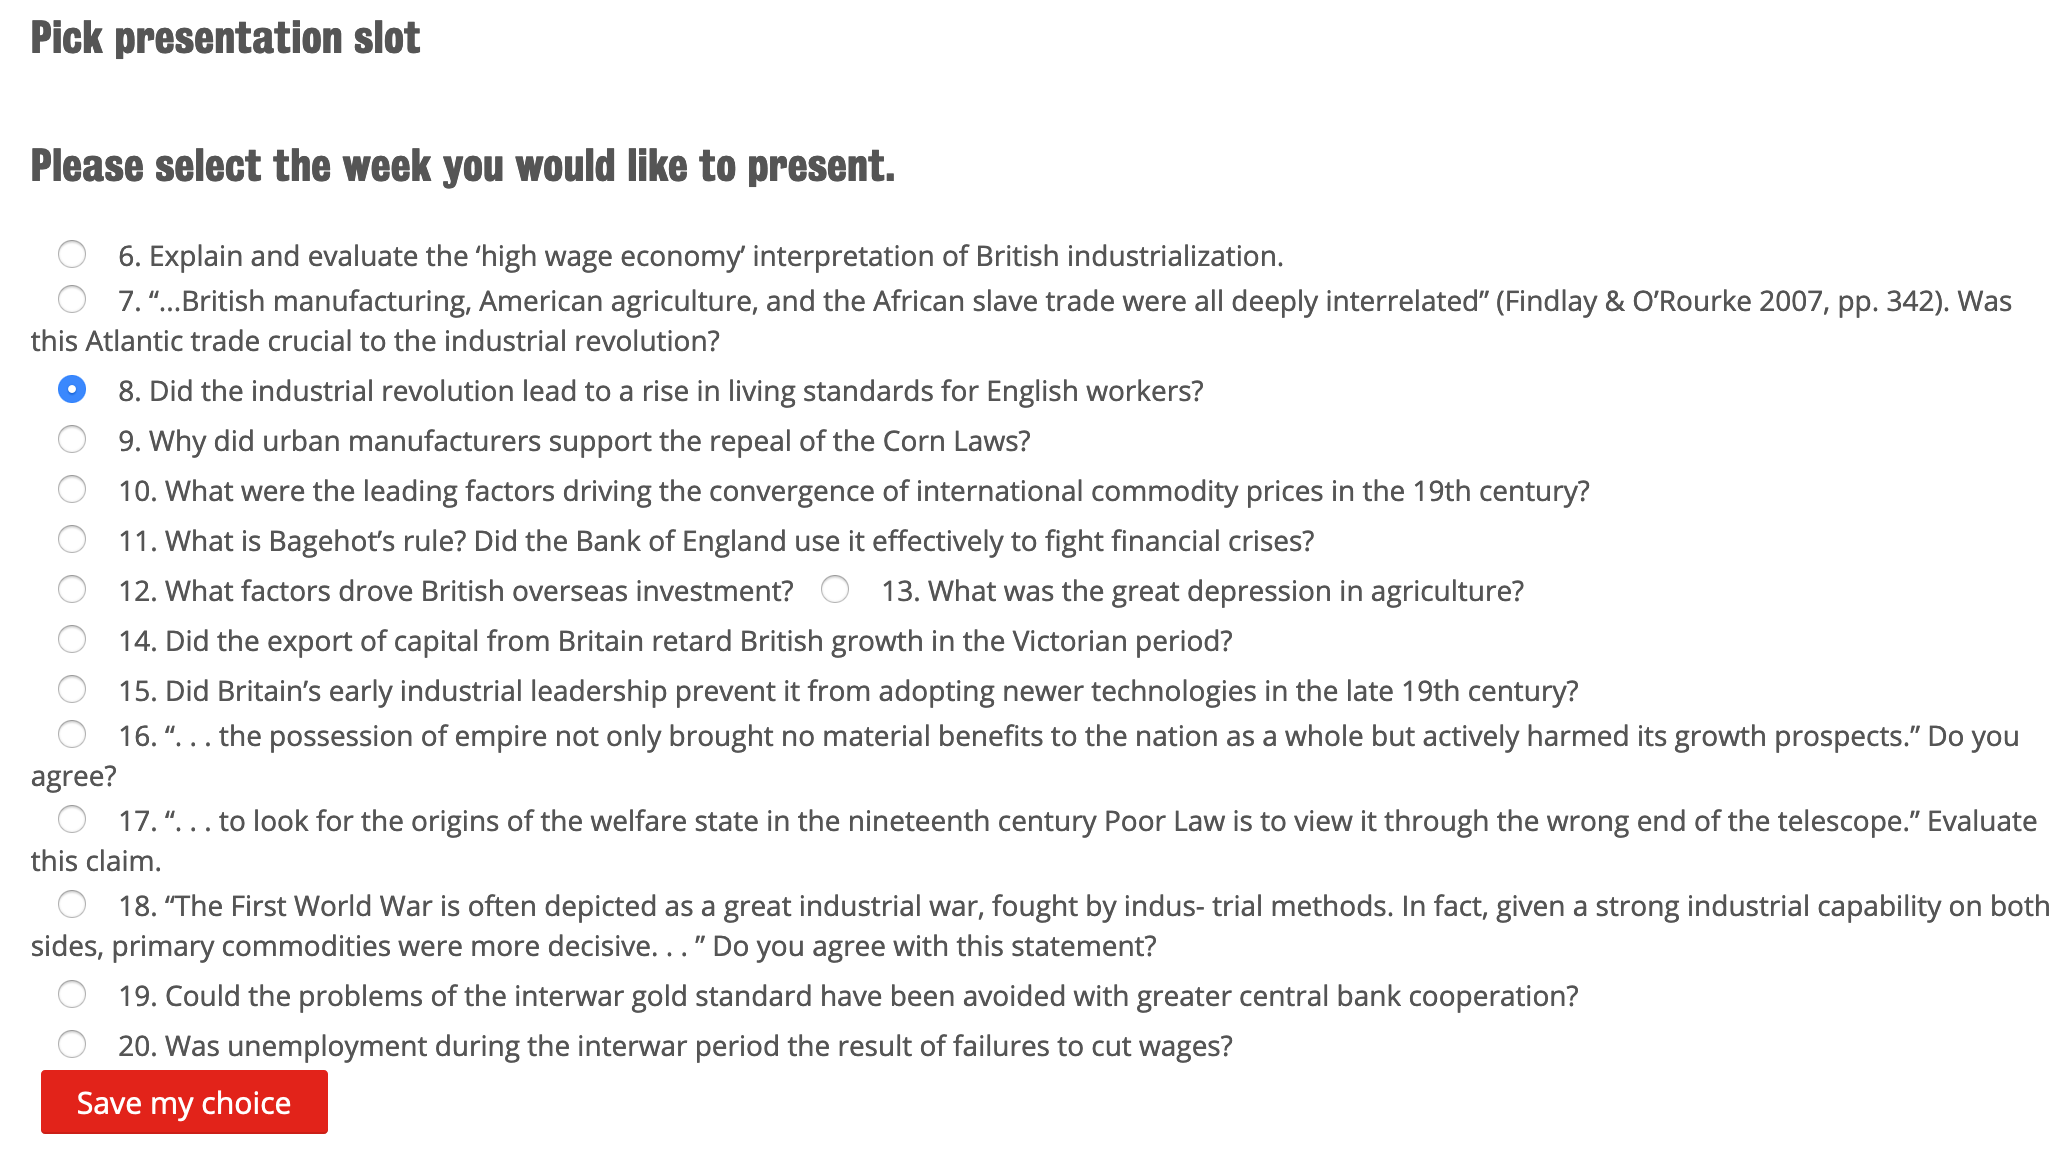 Pick presentation slot
Please select the week you would like to present.
6. Explain and evaluate the ‘high wage economy’ interpretation of British industrialization.
7. “...British manufacturing, American agriculture, and the African slave trade were all deeply interrelated” (Findlay & O’Rourke 2007, pp. 342). Was
this Atlantic trade crucial to the industrial revolution?
8. Did the industrial revolution lead to a rise in living standards for English workers?
9. Why did urban manufacturers support the repeal of the Corn Laws?
10. What were the leading factors driving the convergence of international commodity prices in the 19th century?
11. What is Bagehot’s rule? Did the Bank of England use it effectively to fight financial crises?
12. What factors drove British overseas investment? 13. What was the great depression in agriculture?
14. Did the export of capital from Britain retard British growth in the Victorian period?
15. Did Britain’s early industrial leadership prevent it from adopting newer technologies in the late 19th century?
16. “. . . the possession of empire not only brought no material benefits to the nation as a whole but actively harmed its growth prospects.” Do you
agree?
17. “. . . to look for the origins of the welfare state in the nineteenth century Poor Law is to view it through the wrong end of the telescope.” Evaluate
this claim.
18. “The First World War is often depicted as a great industrial war, fought by indus- trial methods. In fact, given a strong industrial capability on both
sides, primary commodities were more decisive. . . ” Do you agree with this statement?
19. Could the problems of the interwar gold standard have been avoided with greater central bank cooperation?
20. Was unemployment during the interwar period the result of failures to cut wages?
Save my choice